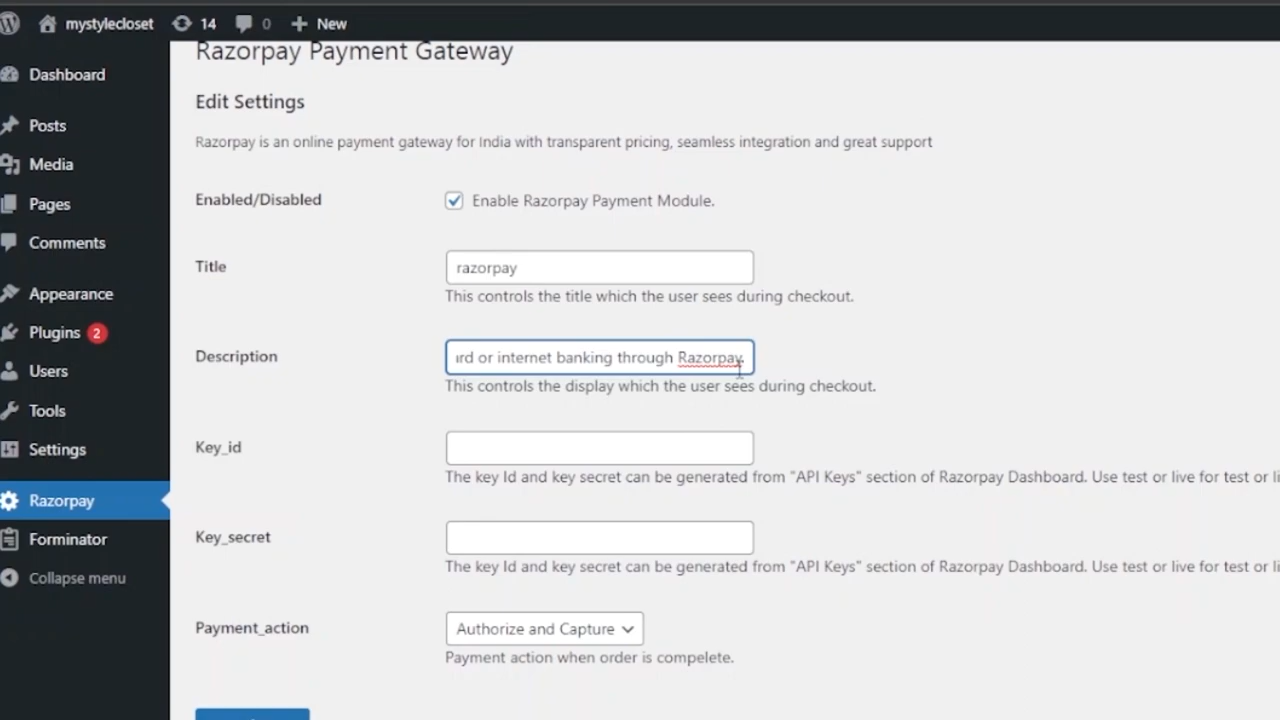 mystylecloset 14 0 New
Razorpay Payment Gateway
Dashboard
Edit Settings
Posts
Razorpay is an online payment gateway for India with transparent pricing, seamless integration and great support
Media
Pages
Enabled/Disabled
Enable Razorpay Payment Module.
Comments
Title
razorpay
This controls the title which the user sees during checkout.
Appearance
Plugins 2
Description
or internet banking through Razorpay.
This controls the display which the user sees during checkout.
Users
Tools
Settings
Key_id
The key Id and key secret can be generated from "API Keys" section of Razorpay Dashboard. Use test or live for test or
Razorpay
Forminator
Key_secret
The key Id and key secret can be generated from "API Keys" section of Razorpay Dashboard. Use test or live for test or
Collapse menu
Payment_action
Authorize and Capture
Payment action when order is compelete.